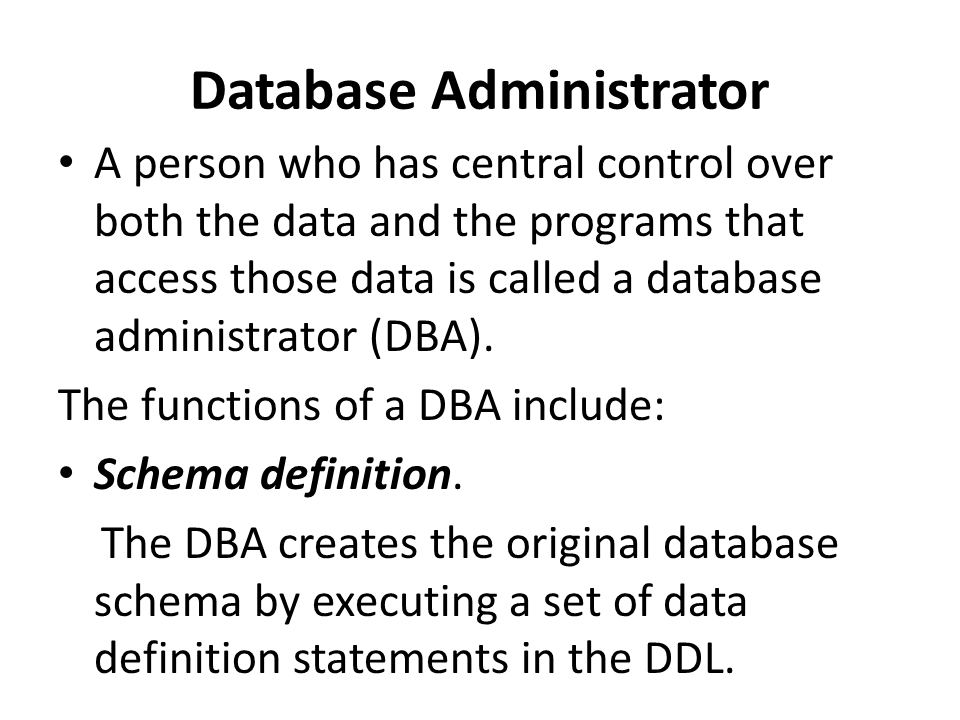 Database Administrator
• A person who has central control over
both the data and the programs that
access those data is called a database
administrator (DBA).
The functions of a DBA include:
• Schema definition.
The DBA creates the original database
schema by executing a set of data
definition statements in the DDL.